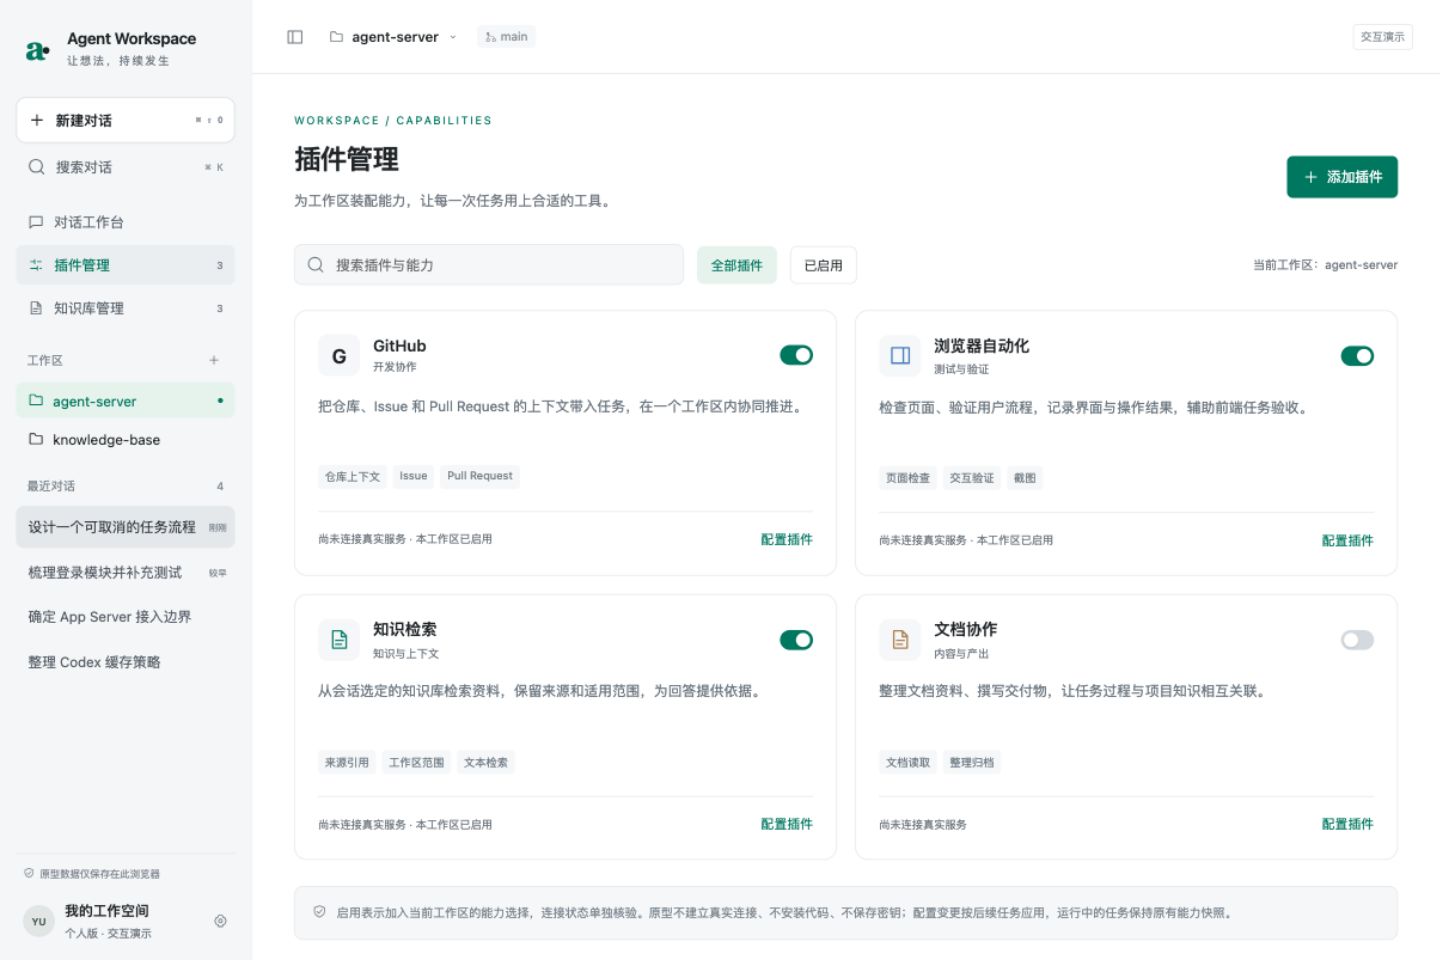 a
Agent Workspace
让想法，持续发生
新建对话 ⌘ ⇧ O
搜索对话 ⌘ K
对话工作台
插件管理 3
知识库管理 3
工作区
agent-server
knowledge-base
最近对话 4
设计一个可取消的任务流程 刚刚
梳理登录模块并补充测试 较早
确定 App Server 接入边界
整理 Codex 缓存策略
原型数据仅保存在此浏览器
YU
我的工作空间
个人版 · 交互演示
agent-server main 交互演示
WORKSPACE / CAPABILITIES
插件管理
为工作区装配能力，让每一次任务用上合适的工具。
添加插件
搜索插件与能力 全部插件 已启用 当前工作区：agent-server
G
GitHub
开发协作
把仓库、Issue 和 Pull Request 的上下文带入任务，在一个工作区内协同推进。
仓库上下文 Issue Pull Request
尚未连接真实服务 · 本工作区已启用 配置插件
浏览器自动化
测试与验证
检查页面、验证用户流程，记录界面与操作结果，辅助前端任务验收。
页面检查 交互验证 截图
尚未连接真实服务 · 本工作区已启用 配置插件
知识检索
知识与上下文
从会话选定的知识库检索资料，保留来源和适用范围，为回答提供依据。
来源引用 工作区范围 文本检索
尚未连接真实服务 · 本工作区已启用 配置插件
文档协作
内容与产出
整理文档资料、撰写交付物，让任务过程与项目知识相互关联。
文档读取 整理归档
尚未连接真实服务 配置插件
启用表示加入当前工作区的能力选择，连接状态单独核验。原型不建立真实连接、不安装代码、不保存密钥；配置变更按后续任务应用，运行中的任务保持原有能力快照。